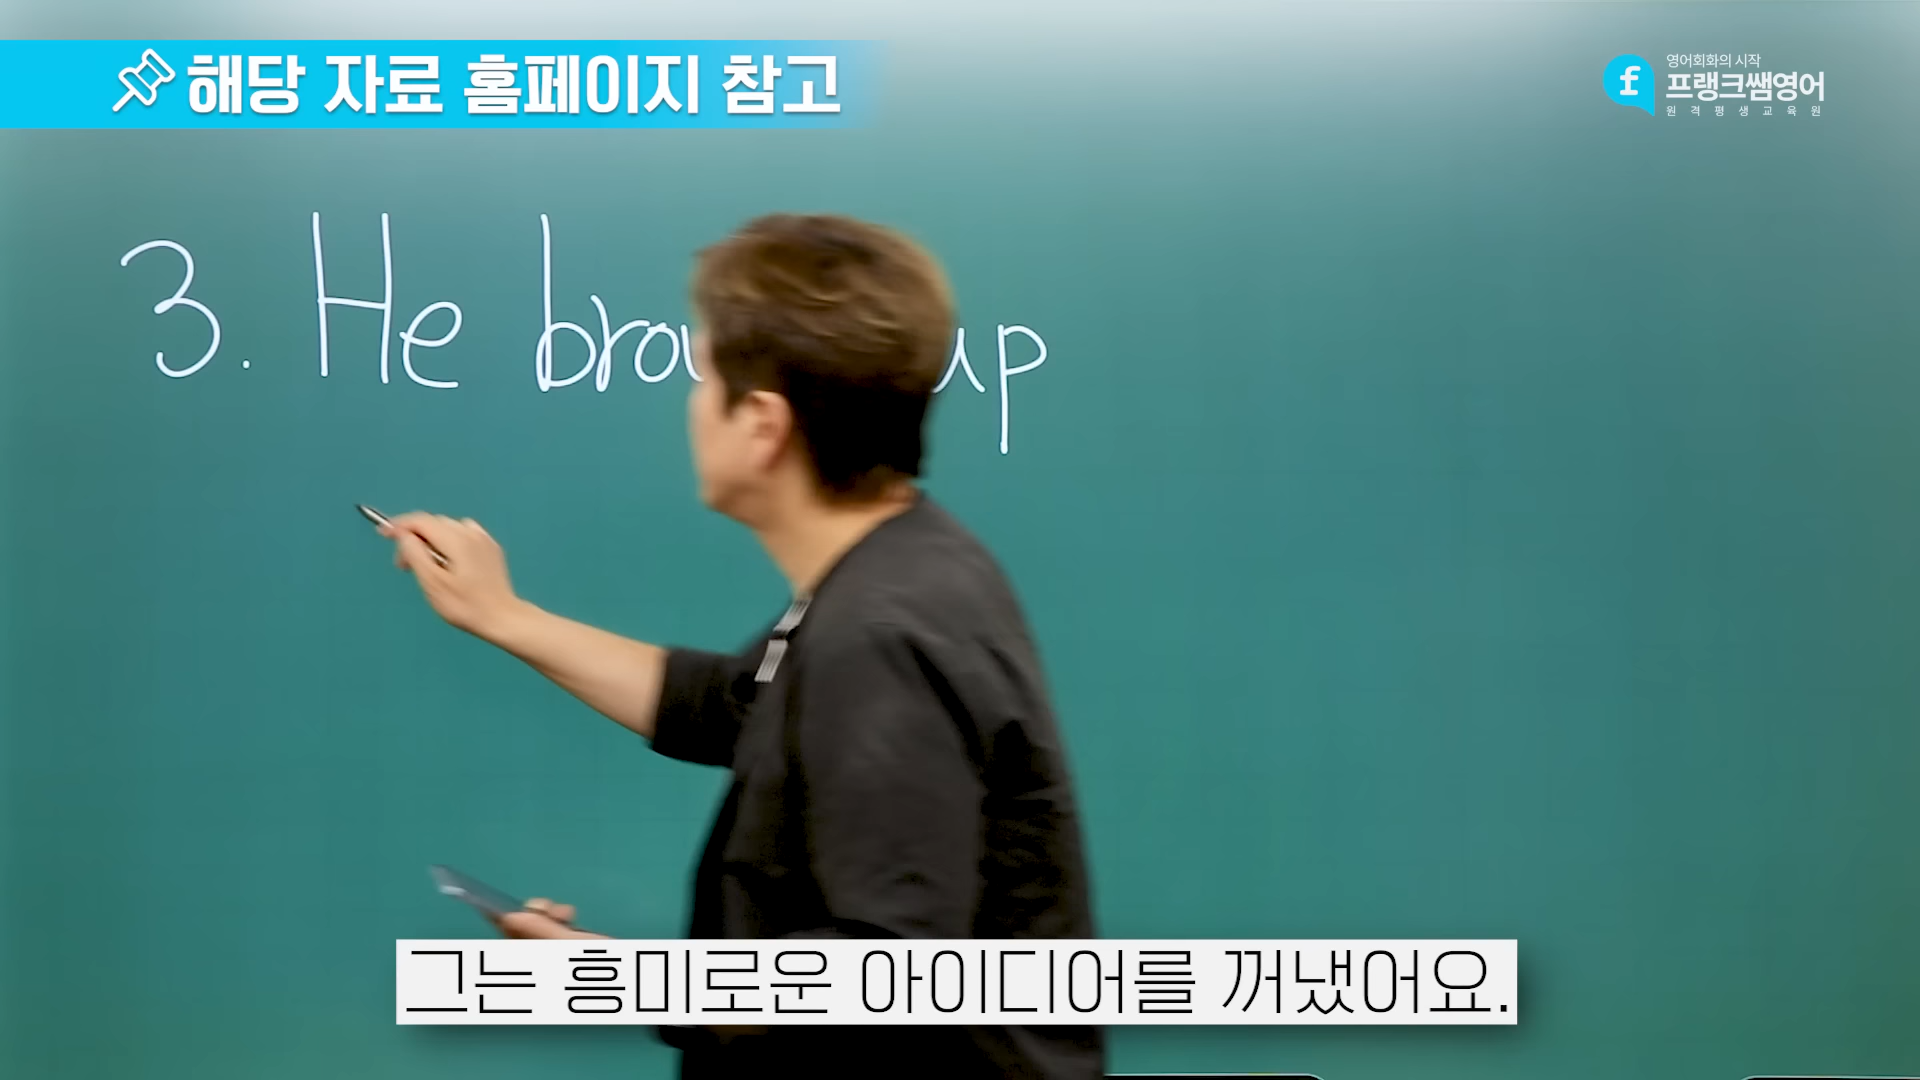 해당 자료 홈페이지 참고
영어회화의 시작
프랭크쌤영어
원격평생교육원
3. He up
그는 흥미로운 아이디어를 꺼냈어요.